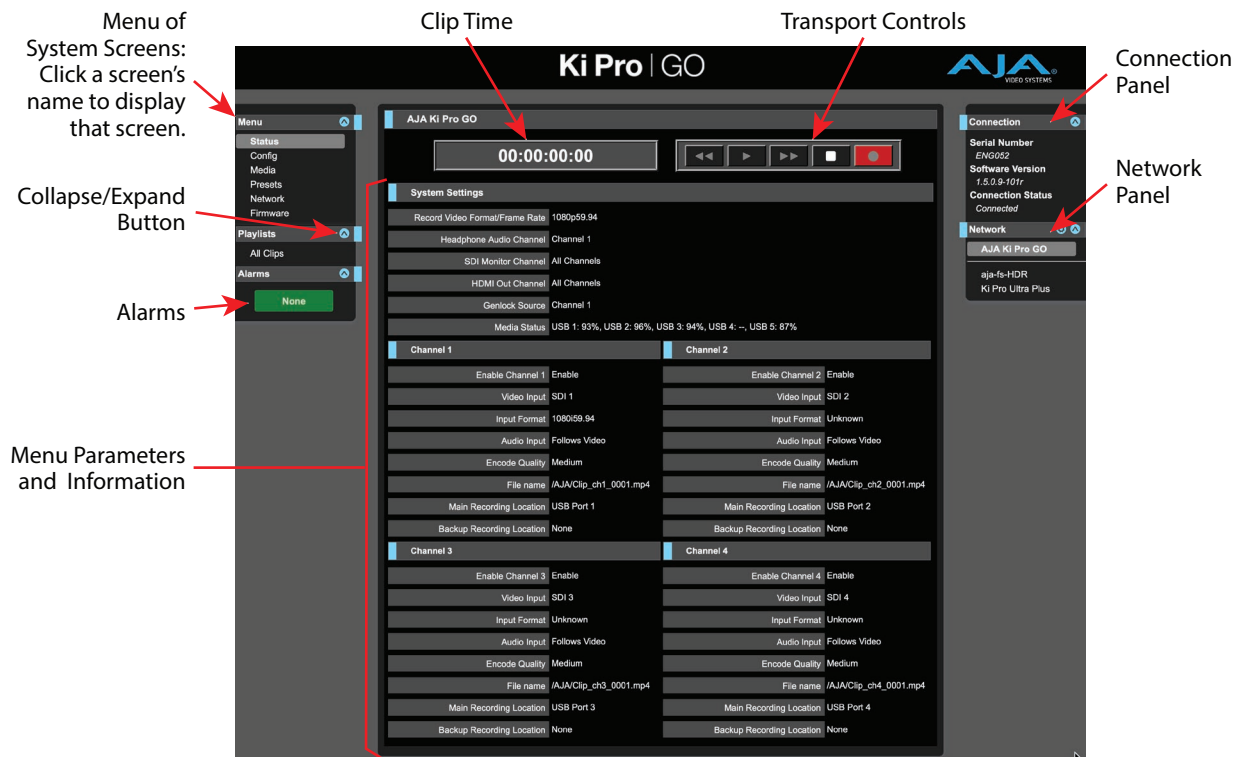 Menu of
System Screens:
Click a screen's
name to display
that screen.
Clip Time
Transport Controls
Connection
Panel
Network
Panel
Collapse/Expand
Button
Alarms
Menu Parameters
and Information
Ki Pro | GO
AJA
VIDEO SYSTEMS
Menu
Status
Config
Media
Presets
Network
Firmware
Playlists
All Clips
Alarms
None
AJA Ki Pro GO
00:00:00:00
System Settings
Record Video Format/Frame Rate 1080p59.94
Headphone Audio Channel Channel 1
SDI Monitor Channel All Channels
HDMI Out Channel All Channels
Genlock Source Channel 1
Media Status USB 1: 93%, USB 2: 96%, USB 3: 94%, USB 4: --, USB 5: 87%
Channel 1
Enable Channel 1 Enable
Video Input SDI 1
Input Format 1080i59.94
Audio Input Follows Video
Encode Quality Medium
File name /AJA/Clip_ch1_0001.mp4
Main Recording Location USB Port 1
Backup Recording Location None
Channel 2
Enable Channel 2 Enable
Video Input SDI 2
Input Format Unknown
Audio Input Follows Video
Encode Quality Medium
File name /AJA/Clip_ch2_0001.mp4
Main Recording Location USB Port 2
Backup Recording Location None
Channel 3
Enable Channel 3 Enable
Video Input SDI 3
Input Format Unknown
Audio Input Follows Video
Encode Quality Medium
File name /AJA/Clip_ch3_0001.mp4
Main Recording Location USB Port 3
Backup Recording Location None
Channel 4
Enable Channel 4 Enable
Video Input SDI 4
Input Format Unknown
Audio Input Follows Video
Encode Quality Medium
File name /AJA/Clip_ch4_0001.mp4
Main Recording Location USB Port 4
Backup Recording Location None
Connection
Serial Number
ENG052
Software Version
1.5.0.9-101r
Connection Status
Connected
Network
AJA Ki Pro GO
aja-fs-HDR
Ki Pro Ultra Plus